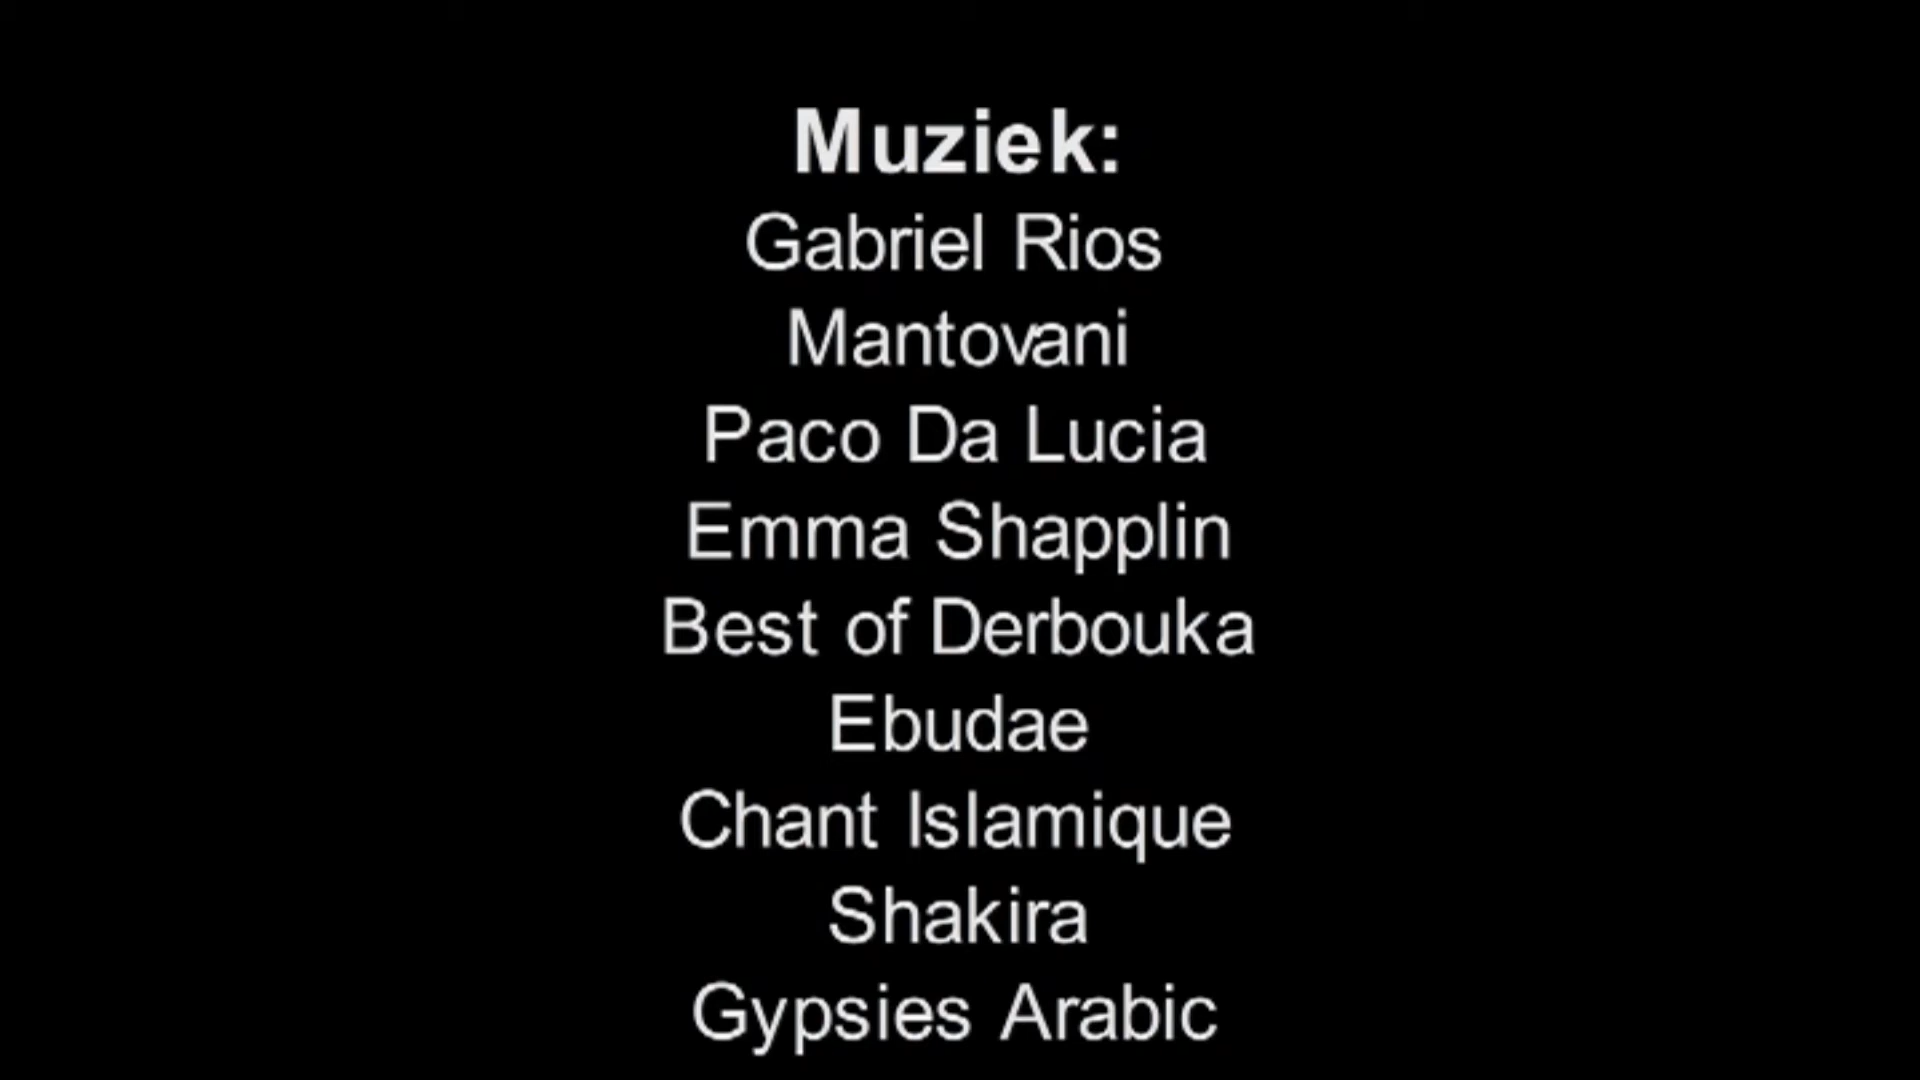 Muziek:
Gabriel Rios
Mantovani
Paco Da Lucia
Emma Shapplin
Best of Derbouka
Ebudae
Chant Islamique
Shakira
Gypsies Arabic